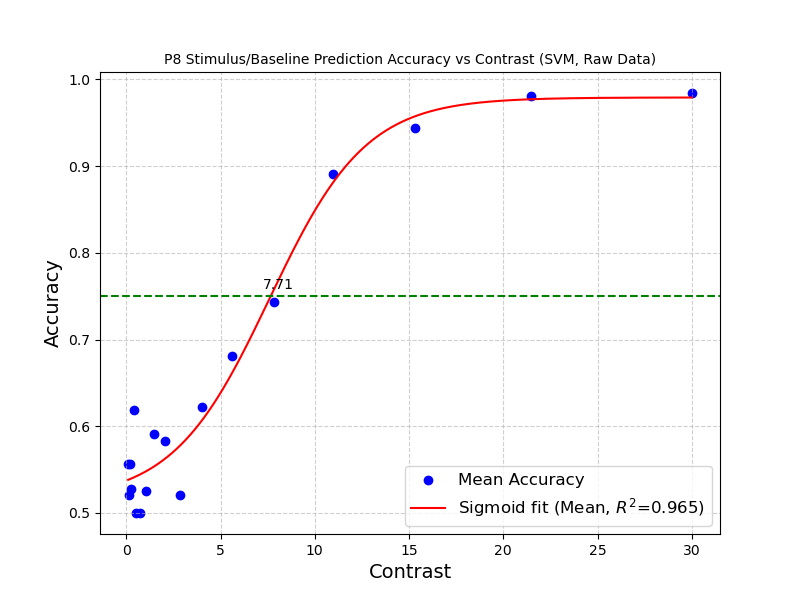 P8 Stimulus/Baseline Prediction Accuracy vs Contrast (SVM, Raw Data)
1.0
0.9
0.8
0.7
0.6
0.5
Accuracy
7.71
Mean Accuracy
Sigmoid fit (Mean, R²=0.965)
0 5 10 15 20 25 30
Contrast